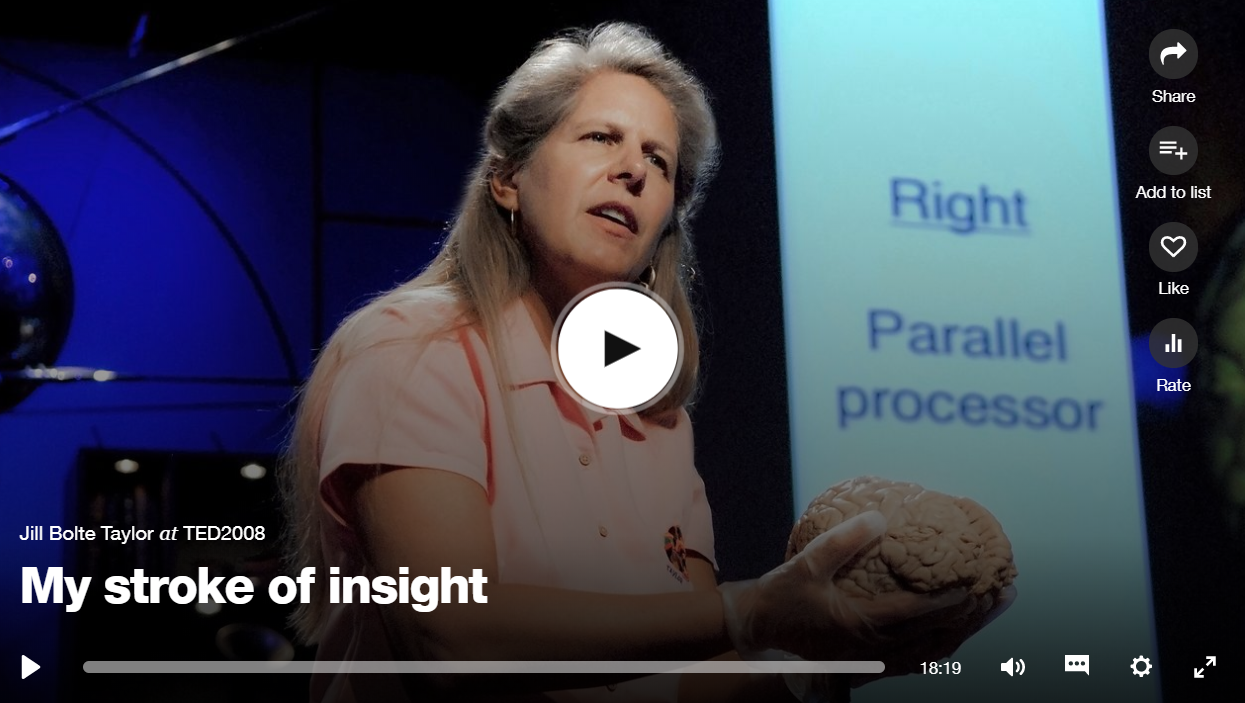 Share
Add to list
Right
Like
Parallel
processor
Rate
Jill Bolte Taylor at TED2008
My stroke of insight
18:19